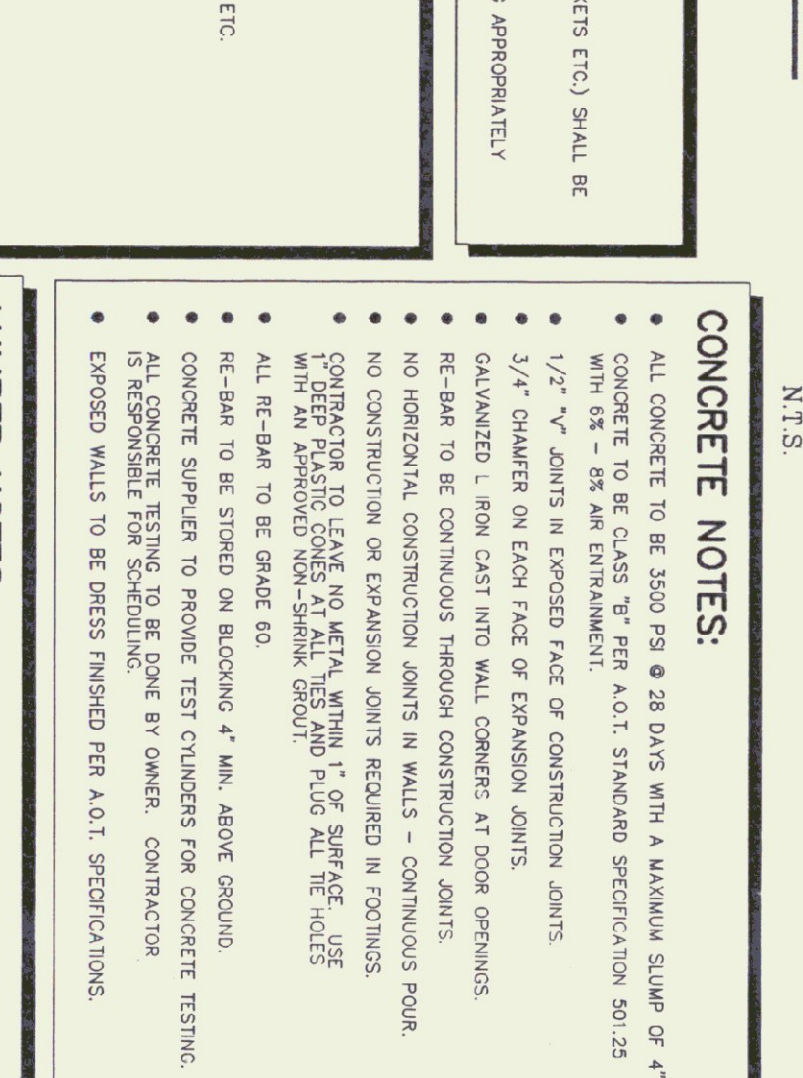 N.T.S.
KETS ETC.) SHALL BE
APPROPRIATELY
ETC.
CONCRETE NOTES:
• ALL CONCRETE TO BE 3500 PSI @ 28 DAYS WITH A MAXIMUM SLUMP OF 4"
• CONCRETE TO BE CLASS "B" PER A.O.T. STANDARD SPECIFICATION 501.25
WITH 6% - 8% AIR ENTRAINMENT.
• 1/2" "V" JOINTS IN EXPOSED FACE OF CONSTRUCTION JOINTS.
• 3/4" CHAMFER ON EACH FACE OF EXPANSION JOINTS.
• GALVANIZED L IRON CAST INTO WALL CORNERS AT DOOR OPENINGS.
• RE-BAR TO BE CONTINUOUS THROUGH CONSTRUCTION JOINTS.
• NO HORIZONTAL CONSTRUCTION JOINTS IN WALLS - CONTINUOUS POUR.
• NO CONSTRUCTION OR EXPANSION JOINTS REQUIRED IN FOOTINGS.
• CONTRACTOR TO LEAVE NO METAL WITHIN 1" OF SURFACE. USE
1" DEEP PLASTIC CONES AT ALL TIES AND PLUG ALL TIE HOLES
WITH AN APPROVED NON-SHRINK GROUT.
• ALL RE-BAR TO BE GRADE 60.
• RE-BAR TO BE STORED ON BLOCKING 4" MIN. ABOVE GROUND.
• CONCRETE SUPPLIER TO PROVIDE TEST CYLINDERS FOR CONCRETE TESTING.
• ALL CONCRETE TESTING TO BE DONE BY OWNER. CONTRACTOR
IS RESPONSIBLE FOR SCHEDULING.
• EXPOSED WALLS TO BE DRESS FINISHED PER A.O.T. SPECIFICATIONS.